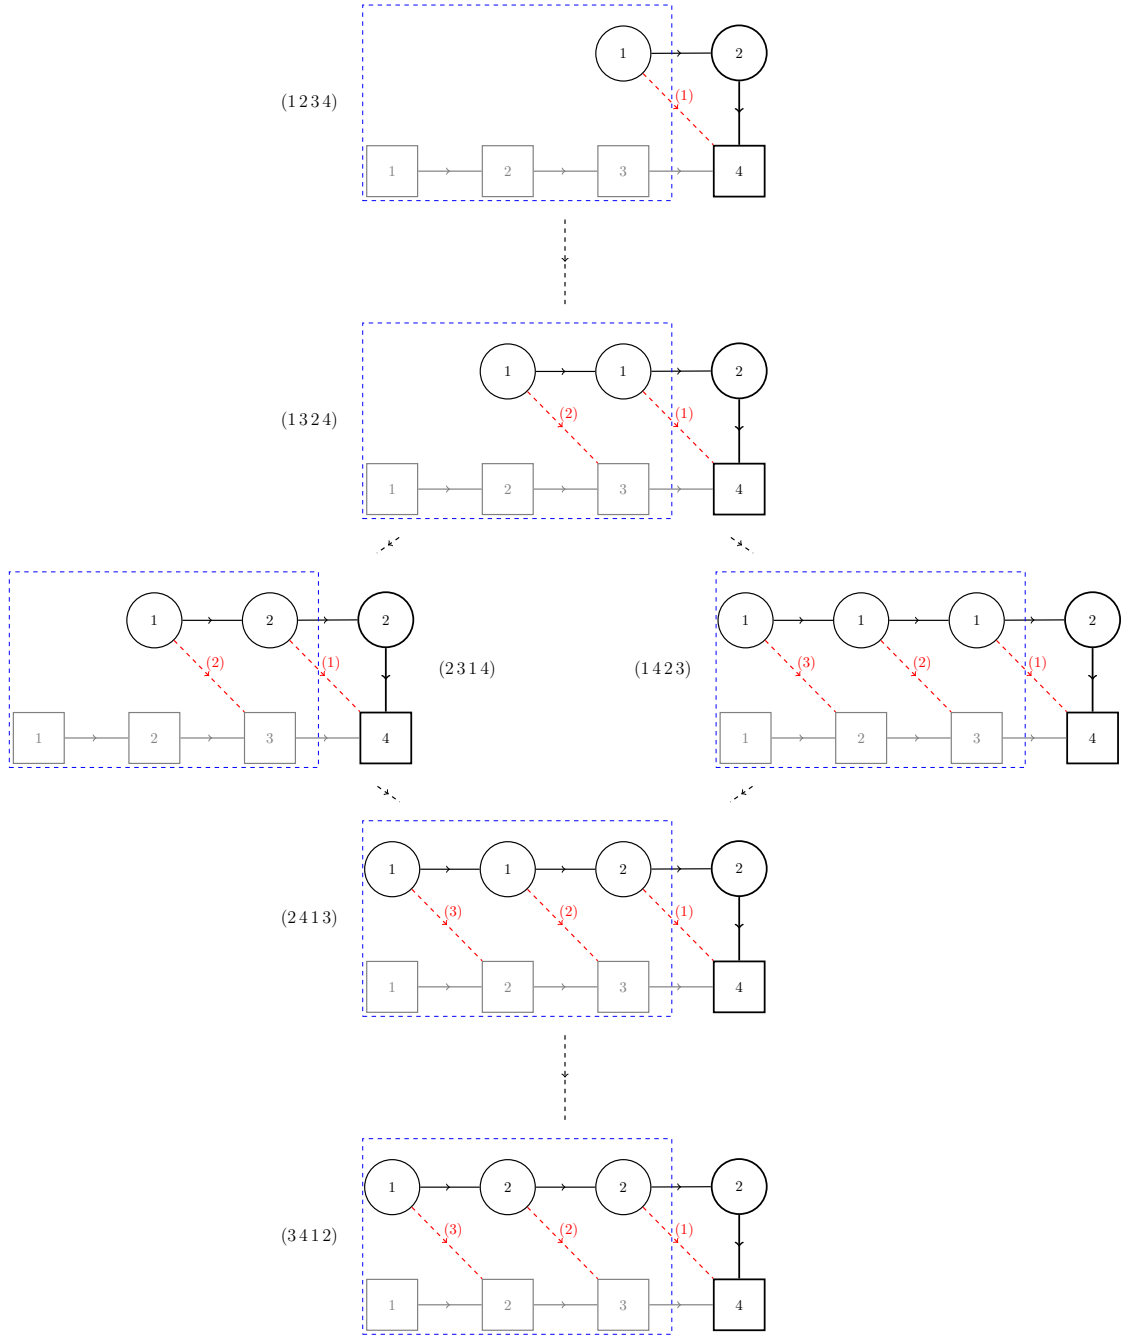 1 2
(1)
(1 2 3 4)
1 2 3 4
1 1 2
(2) (1)
(1 3 2 4)
1 2 3 4
1 2 2
(2) (1)
(2 3 1 4)
1 2 3 4
1 1 1 2
(3) (2) (1)
(1 4 2 3)
1 2 3 4
1 1 2 2
(3) (2) (1)
(2 4 1 3)
1 2 3 4
1 2 2 2
(3) (2) (1)
(3 4 1 2)
1 2 3 4